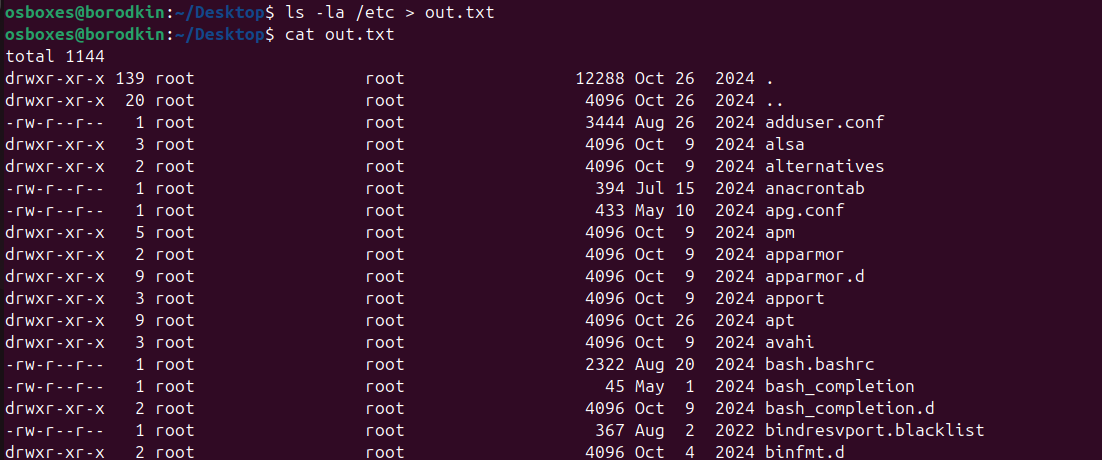 osboxes@borodkin:~/Desktop$ ls -la /etc > out.txt
osboxes@borodkin:~/Desktop$ cat out.txt
total 1144
drwxr-xr-x 139 root                 root                 12288 Oct 26  2024 .
drwxr-xr-x  20 root                 root                  4096 Oct 26  2024 ..
-rw-r--r--   1 root                 root                  3444 Aug 26  2024 adduser.conf
drwxr-xr-x   3 root                 root                  4096 Oct  9  2024 alsa
drwxr-xr-x   2 root                 root                  4096 Oct  9  2024 alternatives
-rw-r--r--   1 root                 root                   394 Jul 15  2024 anacrontab
-rw-r--r--   1 root                 root                   433 May 10  2024 apg.conf
drwxr-xr-x   5 root                 root                  4096 Oct  9  2024 apm
drwxr-xr-x   2 root                 root                  4096 Oct  9  2024 apparmor
drwxr-xr-x   9 root                 root                  4096 Oct  9  2024 apparmor.d
drwxr-xr-x   3 root                 root                  4096 Oct  9  2024 apport
drwxr-xr-x   9 root                 root                  4096 Oct 26  2024 apt
drwxr-xr-x   3 root                 root                  4096 Oct  9  2024 avahi
-rw-r--r--   1 root                 root                  2322 Aug 20  2024 bash.bashrc
-rw-r--r--   1 root                 root                    45 May  1  2024 bash_completion
drwxr-xr-x   2 root                 root                  4096 Oct  9  2024 bash_completion.d
-rw-r--r--   1 root                 root                   367 Aug  2  2022 bindresvport.blacklist
drwxr-xr-x   2 root                 root                  4096 Oct  4  2024 binfmt.d